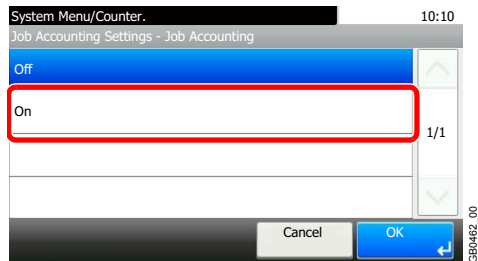 System Menu/Counter. 10:10
Job Accounting Settings - Job Accounting
Off
On
1/1
Cancel OK
GB0462_00